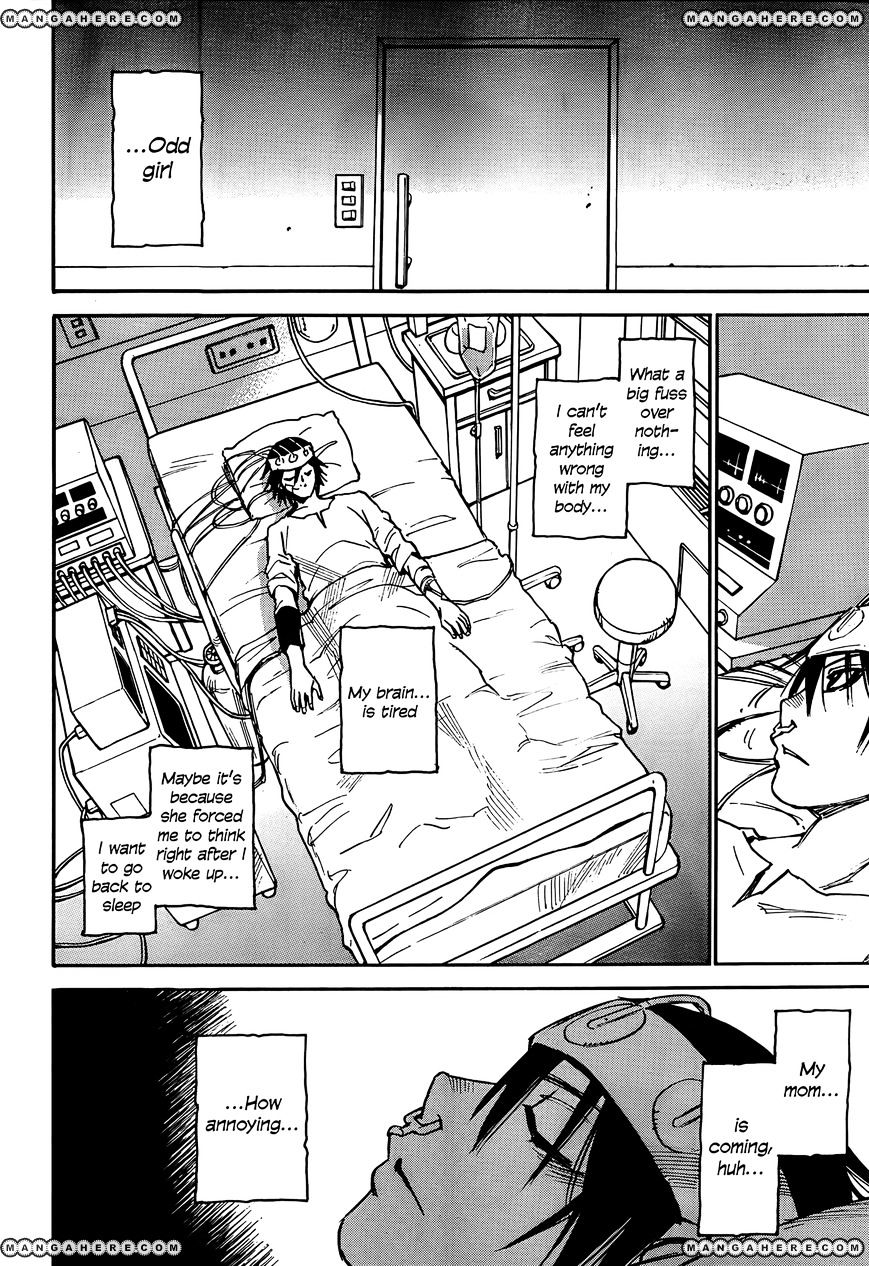 MANGAHERE.COM
MANGAHERE.COM
...Odd
girl
What a
big fuss
over
noth-
ing...
I can't
feel
anything
wrong
with my
body...
My brain...
is tired
Maybe it's
because
she forced
me to think
right after I
woke up...
I want
to go
back to
sleep
My
mom...
is
coming,
huh...
...How
annoying...
MANGAHERE.COM
MANGAHERE.COM